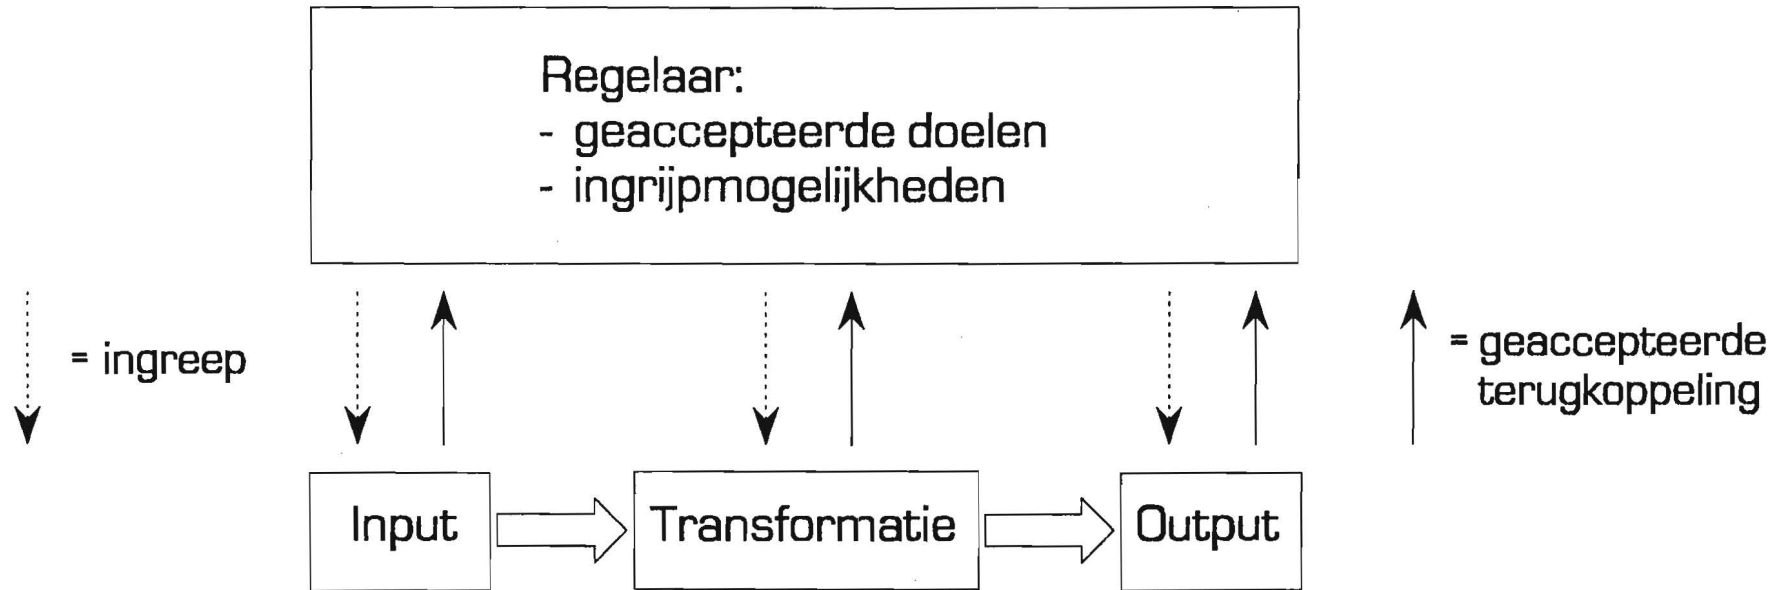 Regelaar:
- geaccepteerde doelen
- ingrijpmogelijkheden
= ingreep
= geaccepteerde
terugkoppeling
Input
Transformatie
Output